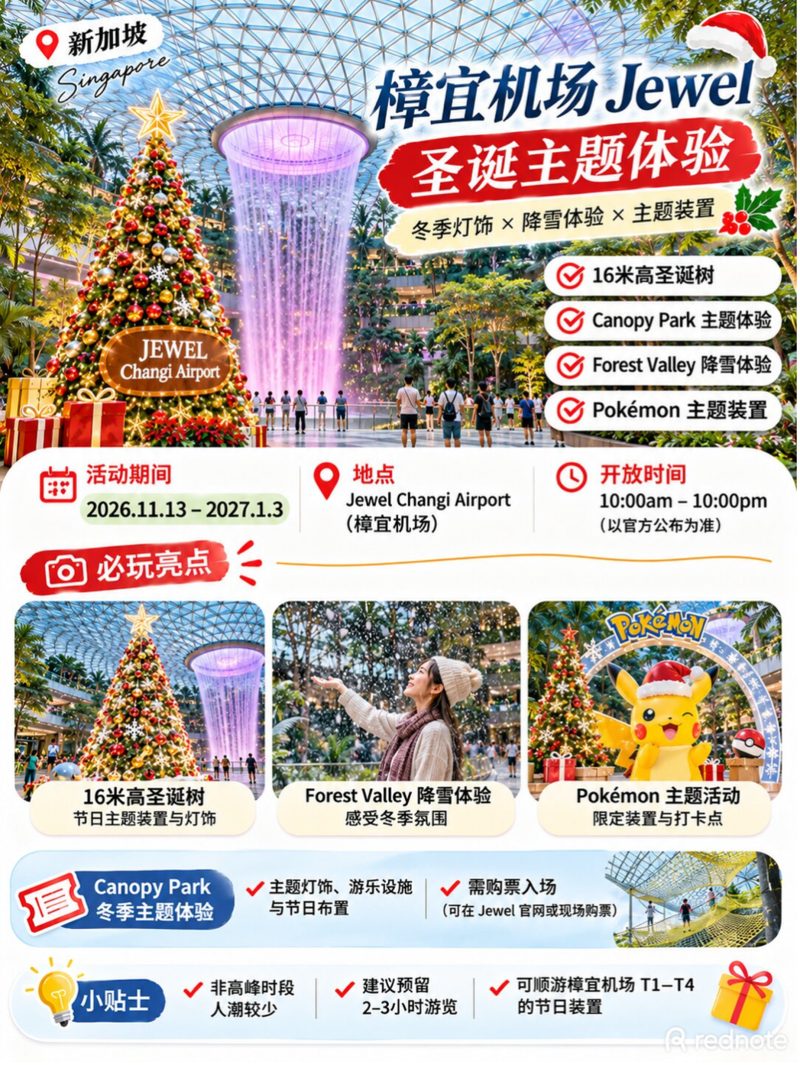 新加坡
Singapore
樟宜机场 Jewel
圣诞主题体验
冬季灯饰 × 降雪体验 × 主题装置
16米高圣诞树
Canopy Park 主题体验
Forest Valley 降雪体验
Pokémon 主题装置
JEWEL
Changi Airport
活动期间
2026.11.13 – 2027.1.3
地点
Jewel Changi Airport
（樟宜机场）
开放时间
10:00am – 10:00pm
（以官方公布为准）
必玩亮点
POKéMON
16米高圣诞树
节日主题装置与灯饰
Forest Valley 降雪体验
感受冬季氛围
Pokémon 主题活动
限定装置与打卡点
Canopy Park
冬季主题体验
主题灯饰、游乐设施
与节日布置
需购票入场
（可在 Jewel 官网或现场购票）
小贴士
非高峰时段
人潮较少
建议预留
2–3小时游览
可顺游樟宜机场 T1–T4
的节日装置
rednote